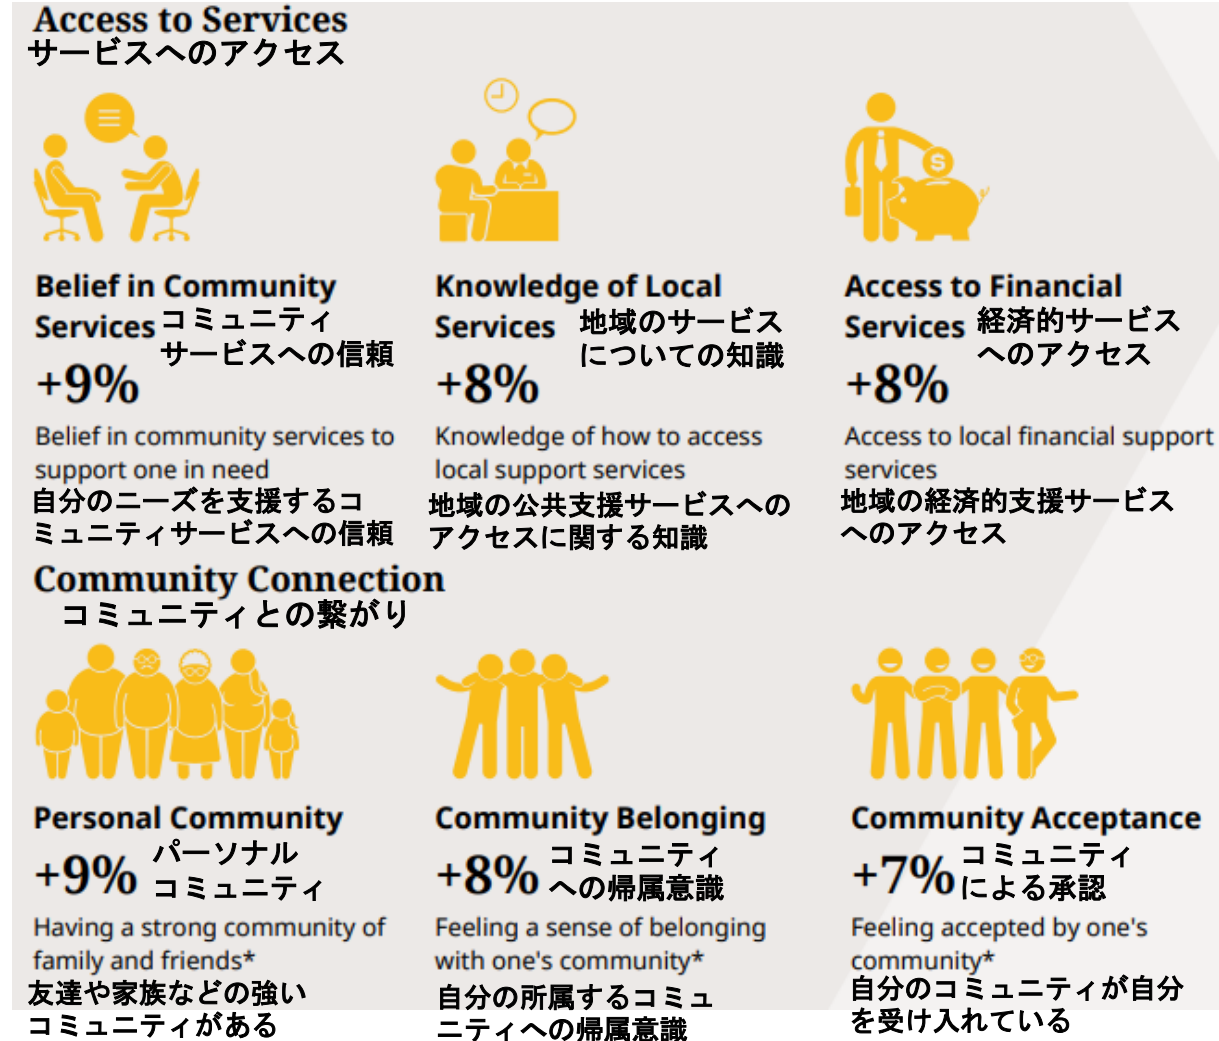 Access to Services
サービスへのアクセス
Belief in Community
Services
コミュニティ
サービスへの信頼
+9%
Belief in community services to
support one in need
自分のニーズを支援するコ
ミュニティサービスへの信頼
Knowledge of Local
Services
地域のサービス
についての知識
+8%
Knowledge of how to access
local support services
地域の公共支援サービスへの
アクセスに関する知識
Access to Financial
Services
経済的サービス
へのアクセス
+8%
Access to local financial support
services
地域の経済的支援サービス
へのアクセス
Community Connection
コミュニティとの繋がり
Personal Community
+9%
パーソナル
コミュニティ
Having a strong community of
family and friends*
友達や家族などの強い
コミュニティがある
Community Belonging
+8%
コミュニティ
への帰属意識
Feeling a sense of belonging
with one's community*
自分の所属するコミュ
ニティへの帰属意識
Community Acceptance
+7%
コミュニティ
による承認
Feeling accepted by one's
community*
自分のコミュニティが自分
を受け入れている